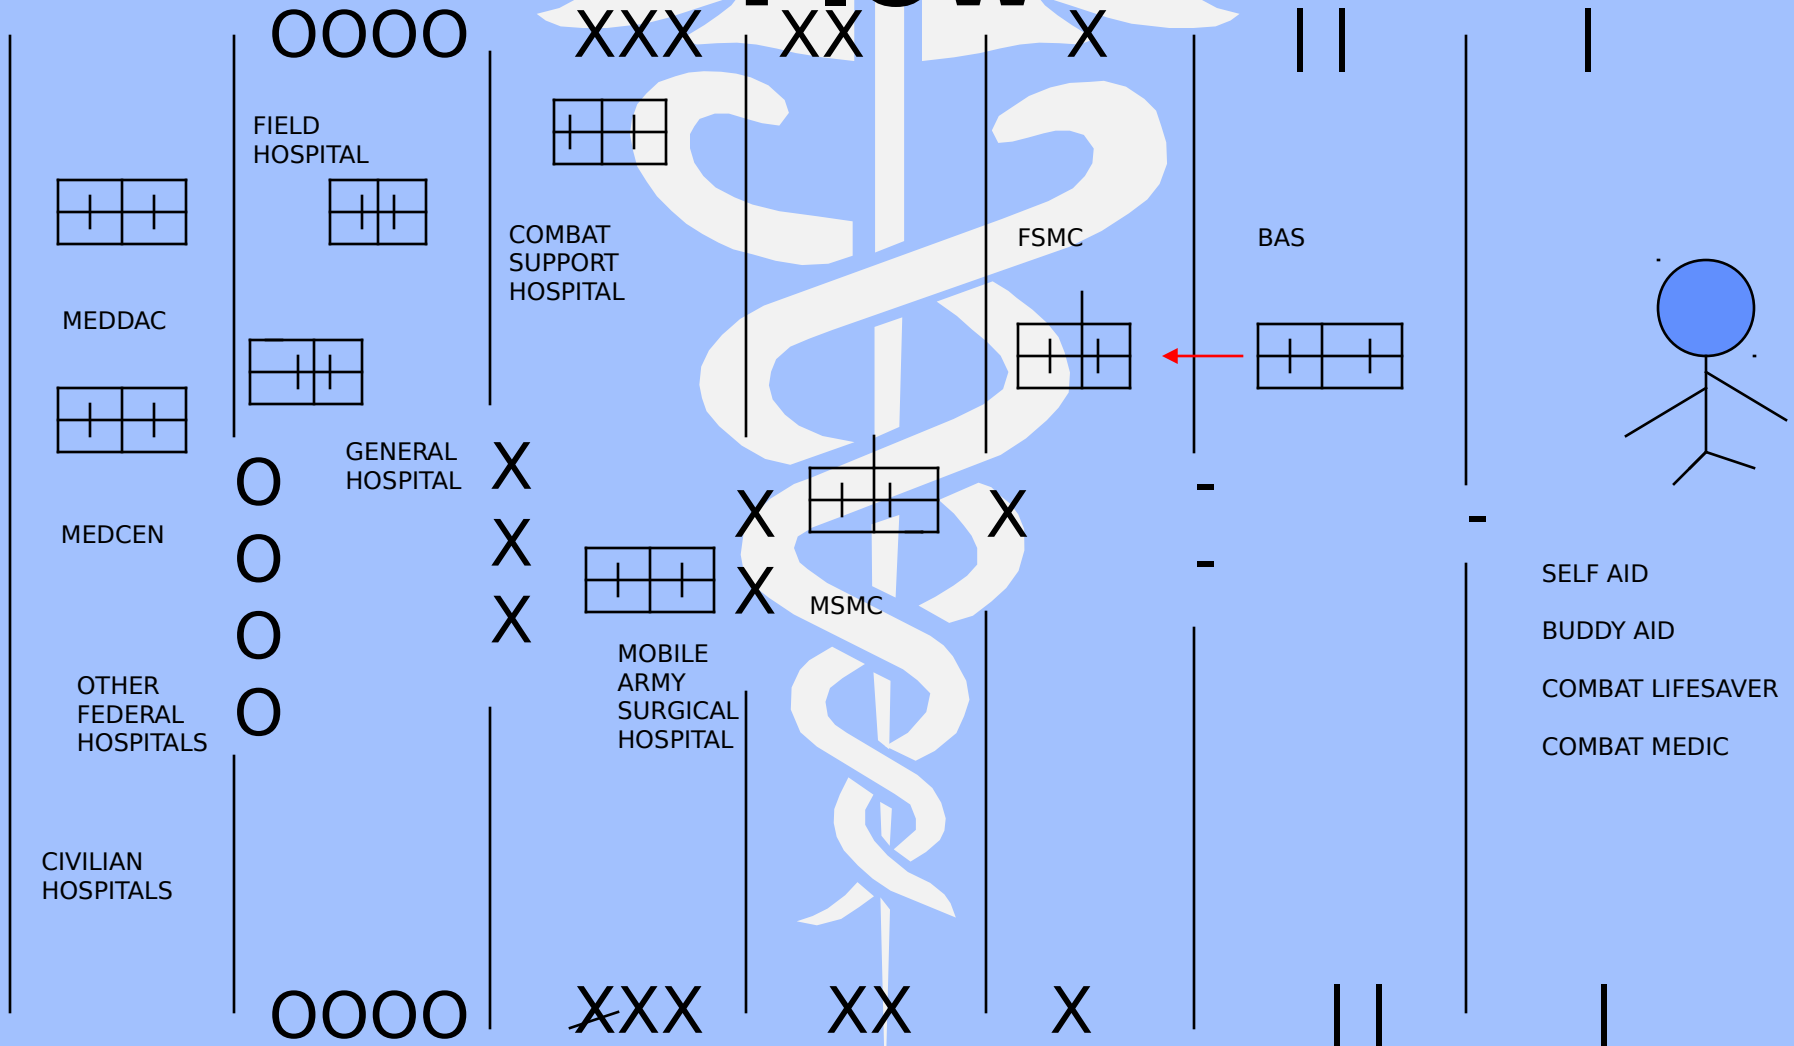 OOOO
XXX
XX
X
| |
|
FIELD
HOSPITAL
COMBAT
SUPPORT
HOSPITAL
FSMC
BAS
MEDDAC
GENERAL
HOSPITAL
MEDCEN
O
O
O
O
X
X
X
X
X
X
-
-
-
MSMC
MOBILE
ARMY
SURGICAL
HOSPITAL
OTHER
FEDERAL
HOSPITALS
CIVILIAN
HOSPITALS
SELF AID
BUDDY AID
COMBAT LIFESAVER
COMBAT MEDIC
OOOO
XXX
XX
X
| |
|